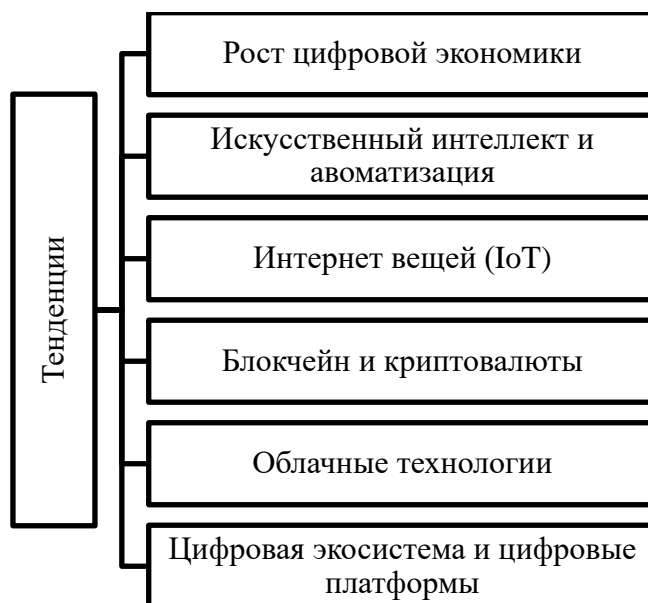 Тенденции
Рост цифровой экономики
Искусственный интеллект и
авоматизация
Интернет вещей (IoT)
Блокчейн и криптовалюты
Облачные технологии
Цифровая экосистема и цифровые
платформы